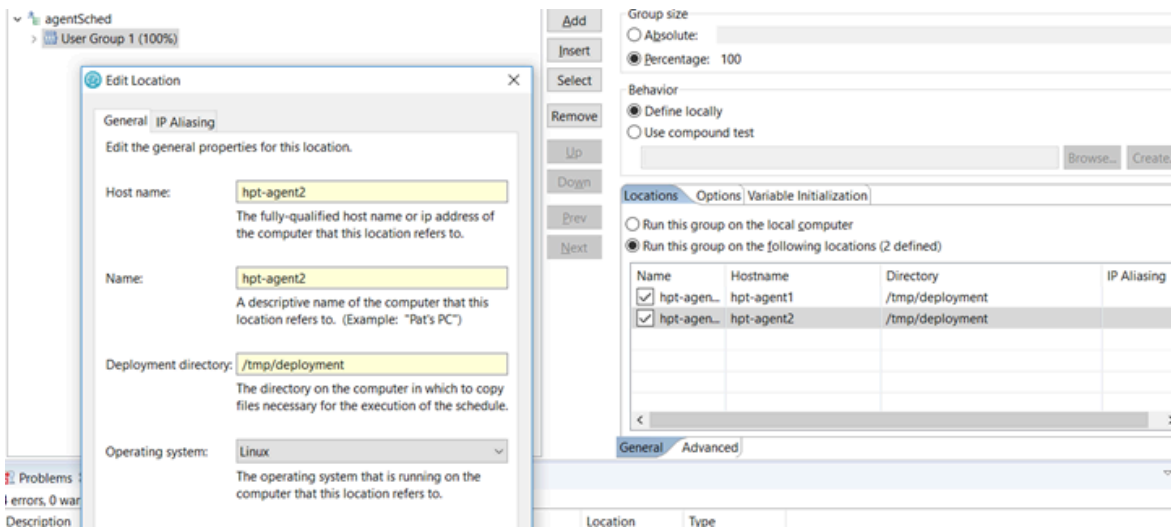 agentSched
User Group 1 (100%)
Edit Location
General IP Aliasing
Edit the general properties for this location.
Host name: hpt-agent2
The fully-qualified host name or ip address of
the computer that this location refers to.
Name: hpt-agent2
A descriptive name of the computer that this
location refers to. (Example: "Pat's PC")
Deployment directory: /tmp/deployment
The directory on the computer in which to copy
files necessary for the execution of the schedule.
Operating system: Linux
The operating system that is running on the
computer that this location refers to.
Add
Insert
Select
Remove
Up
Down
Prev
Next
Group size
Absolute:
Percentage: 100
Behavior
Define locally
Use compound test
Browse... Create
Locations Options Variable Initialization
Run this group on the local computer
Run this group on the following locations (2 defined)
Name Hostname Directory IP Aliasing
hpt-agen... hpt-agent1 /tmp/deployment
hpt-agen... hpt-agent2 /tmp/deployment
General Advanced
Problems
errors, 0 war
Description Location Type